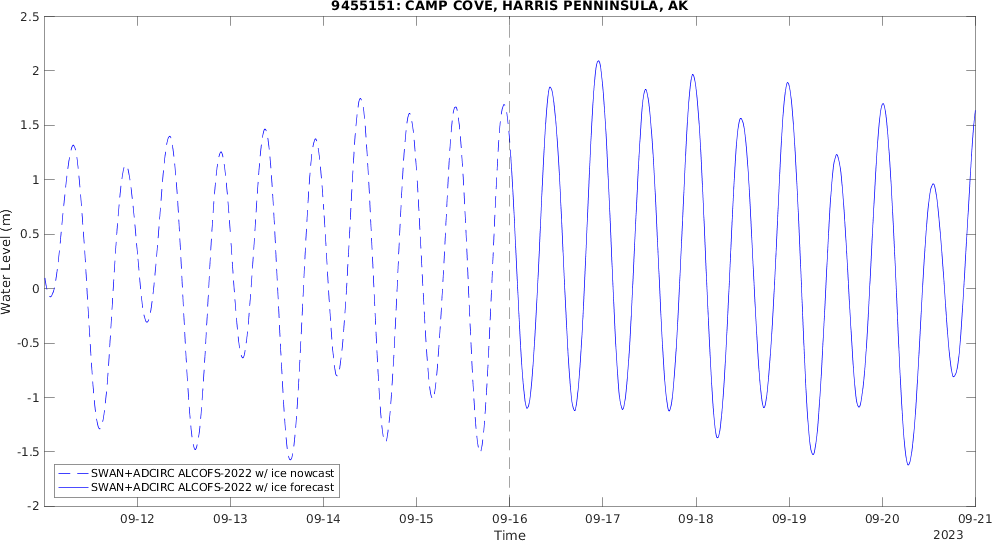 9455151: CAMP COVE, HARRIS PENNINSULA, AK
2.5
2
1.5
1
0.5
0
-0.5
-1
-1.5
-2
Water Level (m)
SWAN+ADCIRC ALCOFS-2022 w/ ice nowcast
SWAN+ADCIRC ALCOFS-2022 w/ ice forecast
09-12 09-13 09-14 09-15 09-16 09-17 09-18 09-19 09-20 09-21
Time
2023